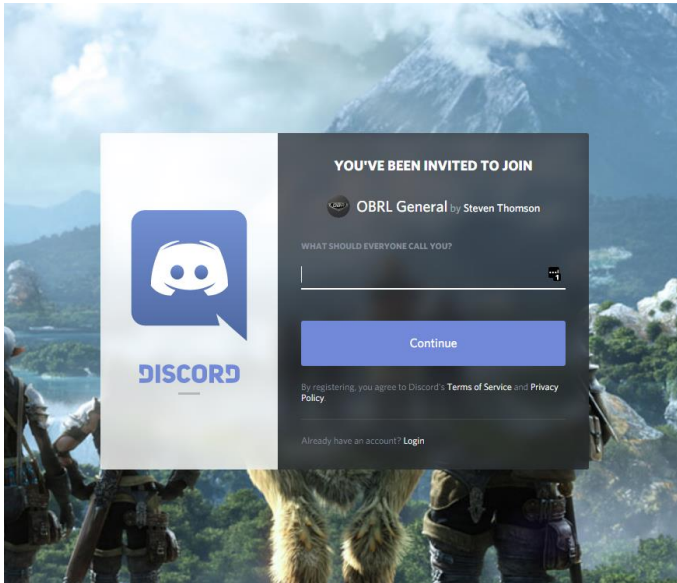 YOU'VE BEEN INVITED TO JOIN
OBRL General by Steven Thomson
WHAT SHOULD EVERYONE CALL YOU?
1
Continue
DISCORD
By registering, you agree to Discord's Terms of Service and Privacy
Policy.
Already have an account? Login